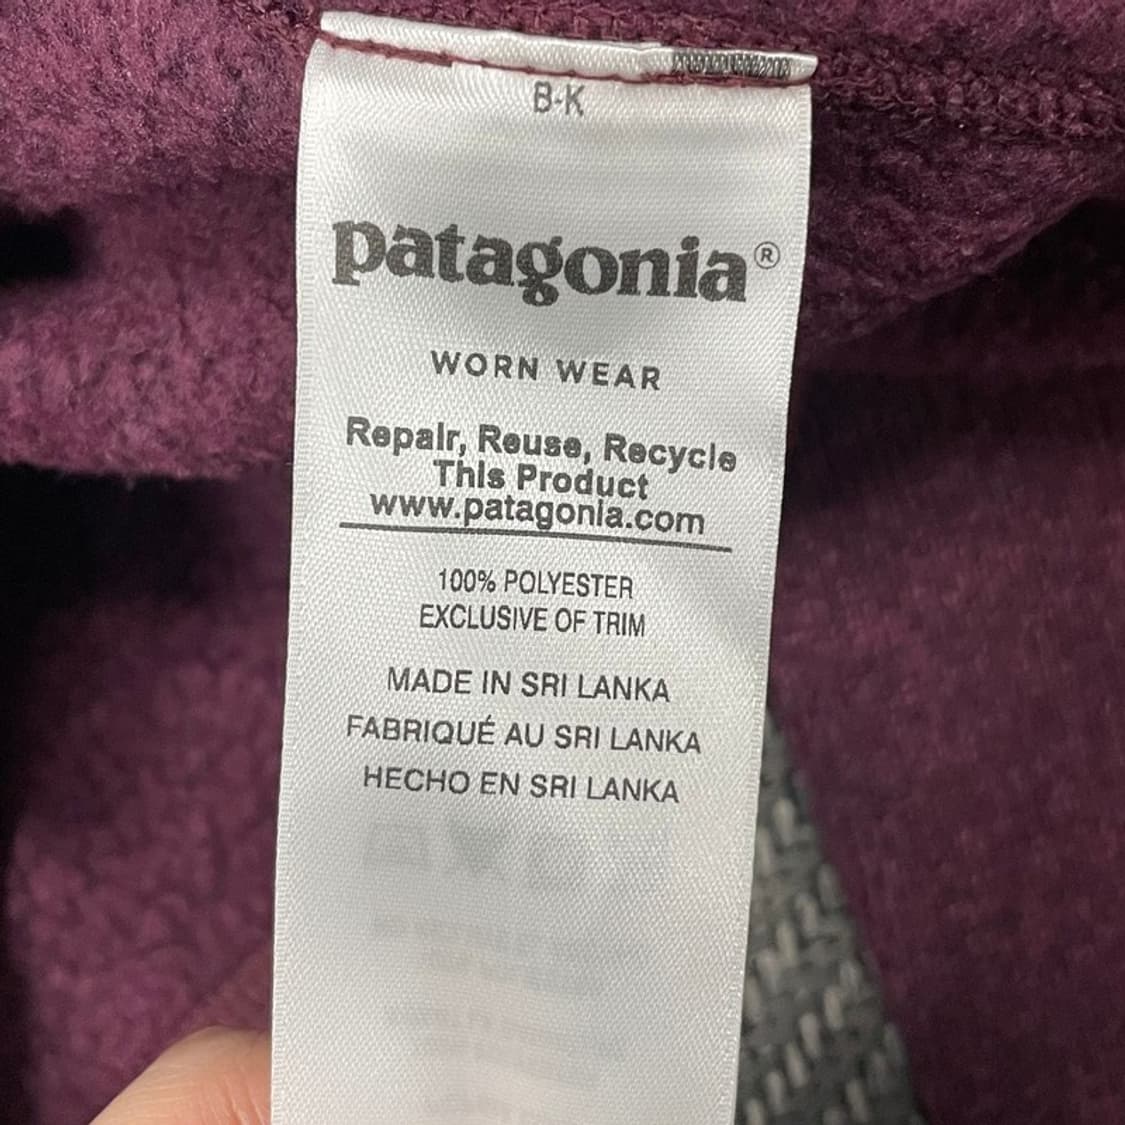 B-K
patagonia®
WORN WEAR
Repair, Reuse, Recycle
This Product
www.patagonia.com
100% POLYESTER
EXCLUSIVE OF TRIM
MADE IN SRI LANKA
FABRIQUÉ AU SRI LANKA
HECHO EN SRI LANKA